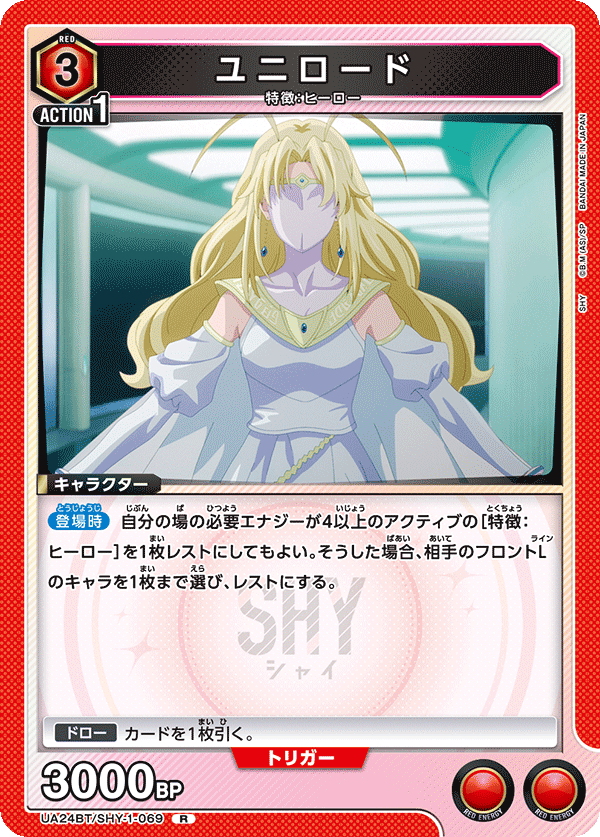 RED
3
ACTION 1
ユニロード
特徴:ヒーロー
SHY ©B.M(AS)/SP BANDAI MADE IN JAPAN
キャラクター
登場時 自分の場の必要エナジーが4以上のアクティブの[特徴:
ヒーロー]を1枚レストにしてもよい。そうした場合、相手のフロントL
のキャラを1枚まで選び、レストにする。
SHY
シャイ
ドロー カードを1枚引く。
トリガー
3000BP
RED ENERGY RED ENERGY
UA24BT/SHY-1-069 R